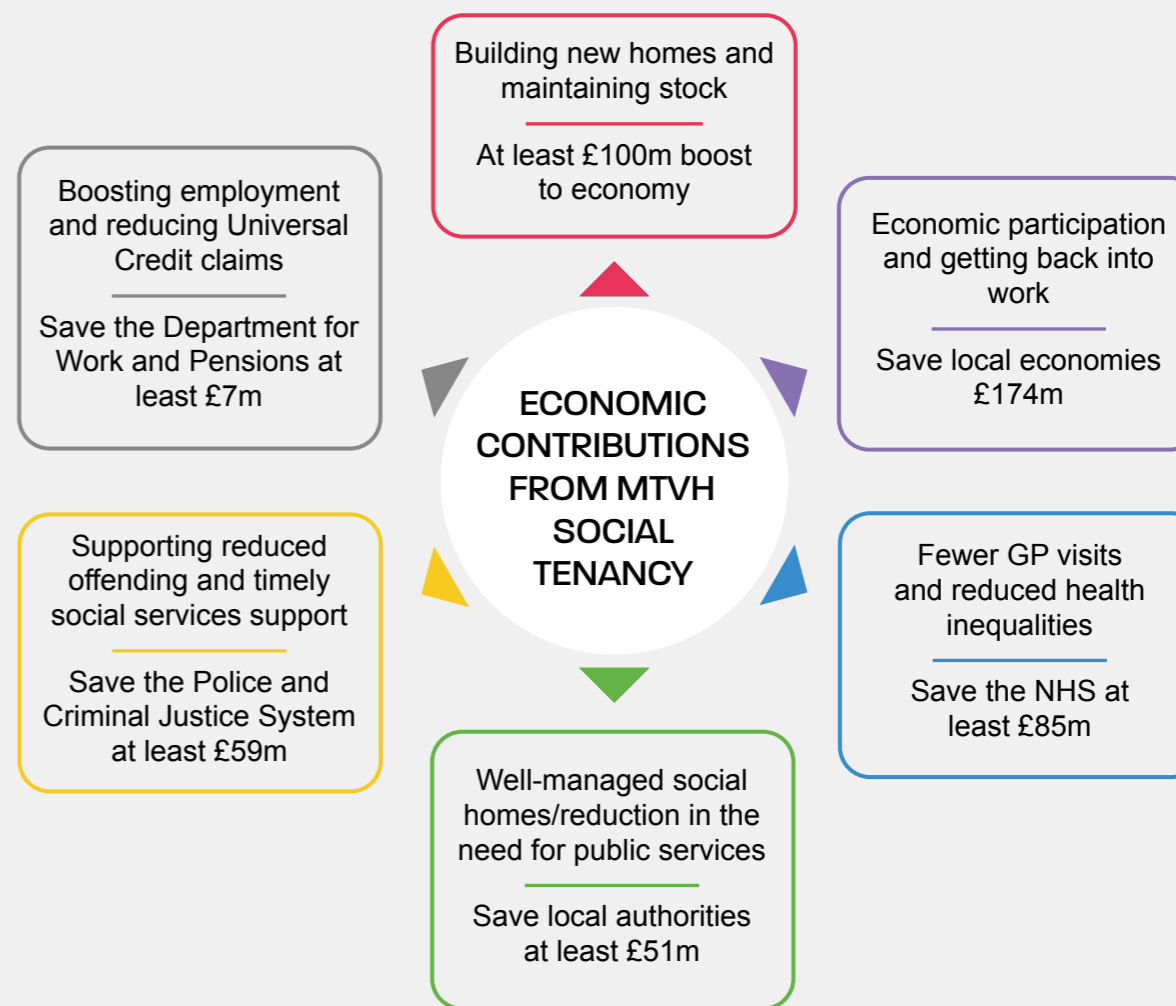 Building new homes and
maintaining stock
At least £100m boost
to economy
Boosting employment
and reducing Universal
Credit claims
Save the Department for
Work and Pensions at
least £7m
Economic participation
and getting back into
work
Save local economies
£174m
ECONOMIC
CONTRIBUTIONS
FROM MTVH
SOCIAL
TENANCY
Supporting reduced
offending and timely
social services support
Save the Police and
Criminal Justice System
at least £59m
Fewer GP visits
and reduced health
inequalities
Save the NHS at
least £85m
Well-managed social
homes/reduction in the
need for public services
Save local authorities
at least £51m